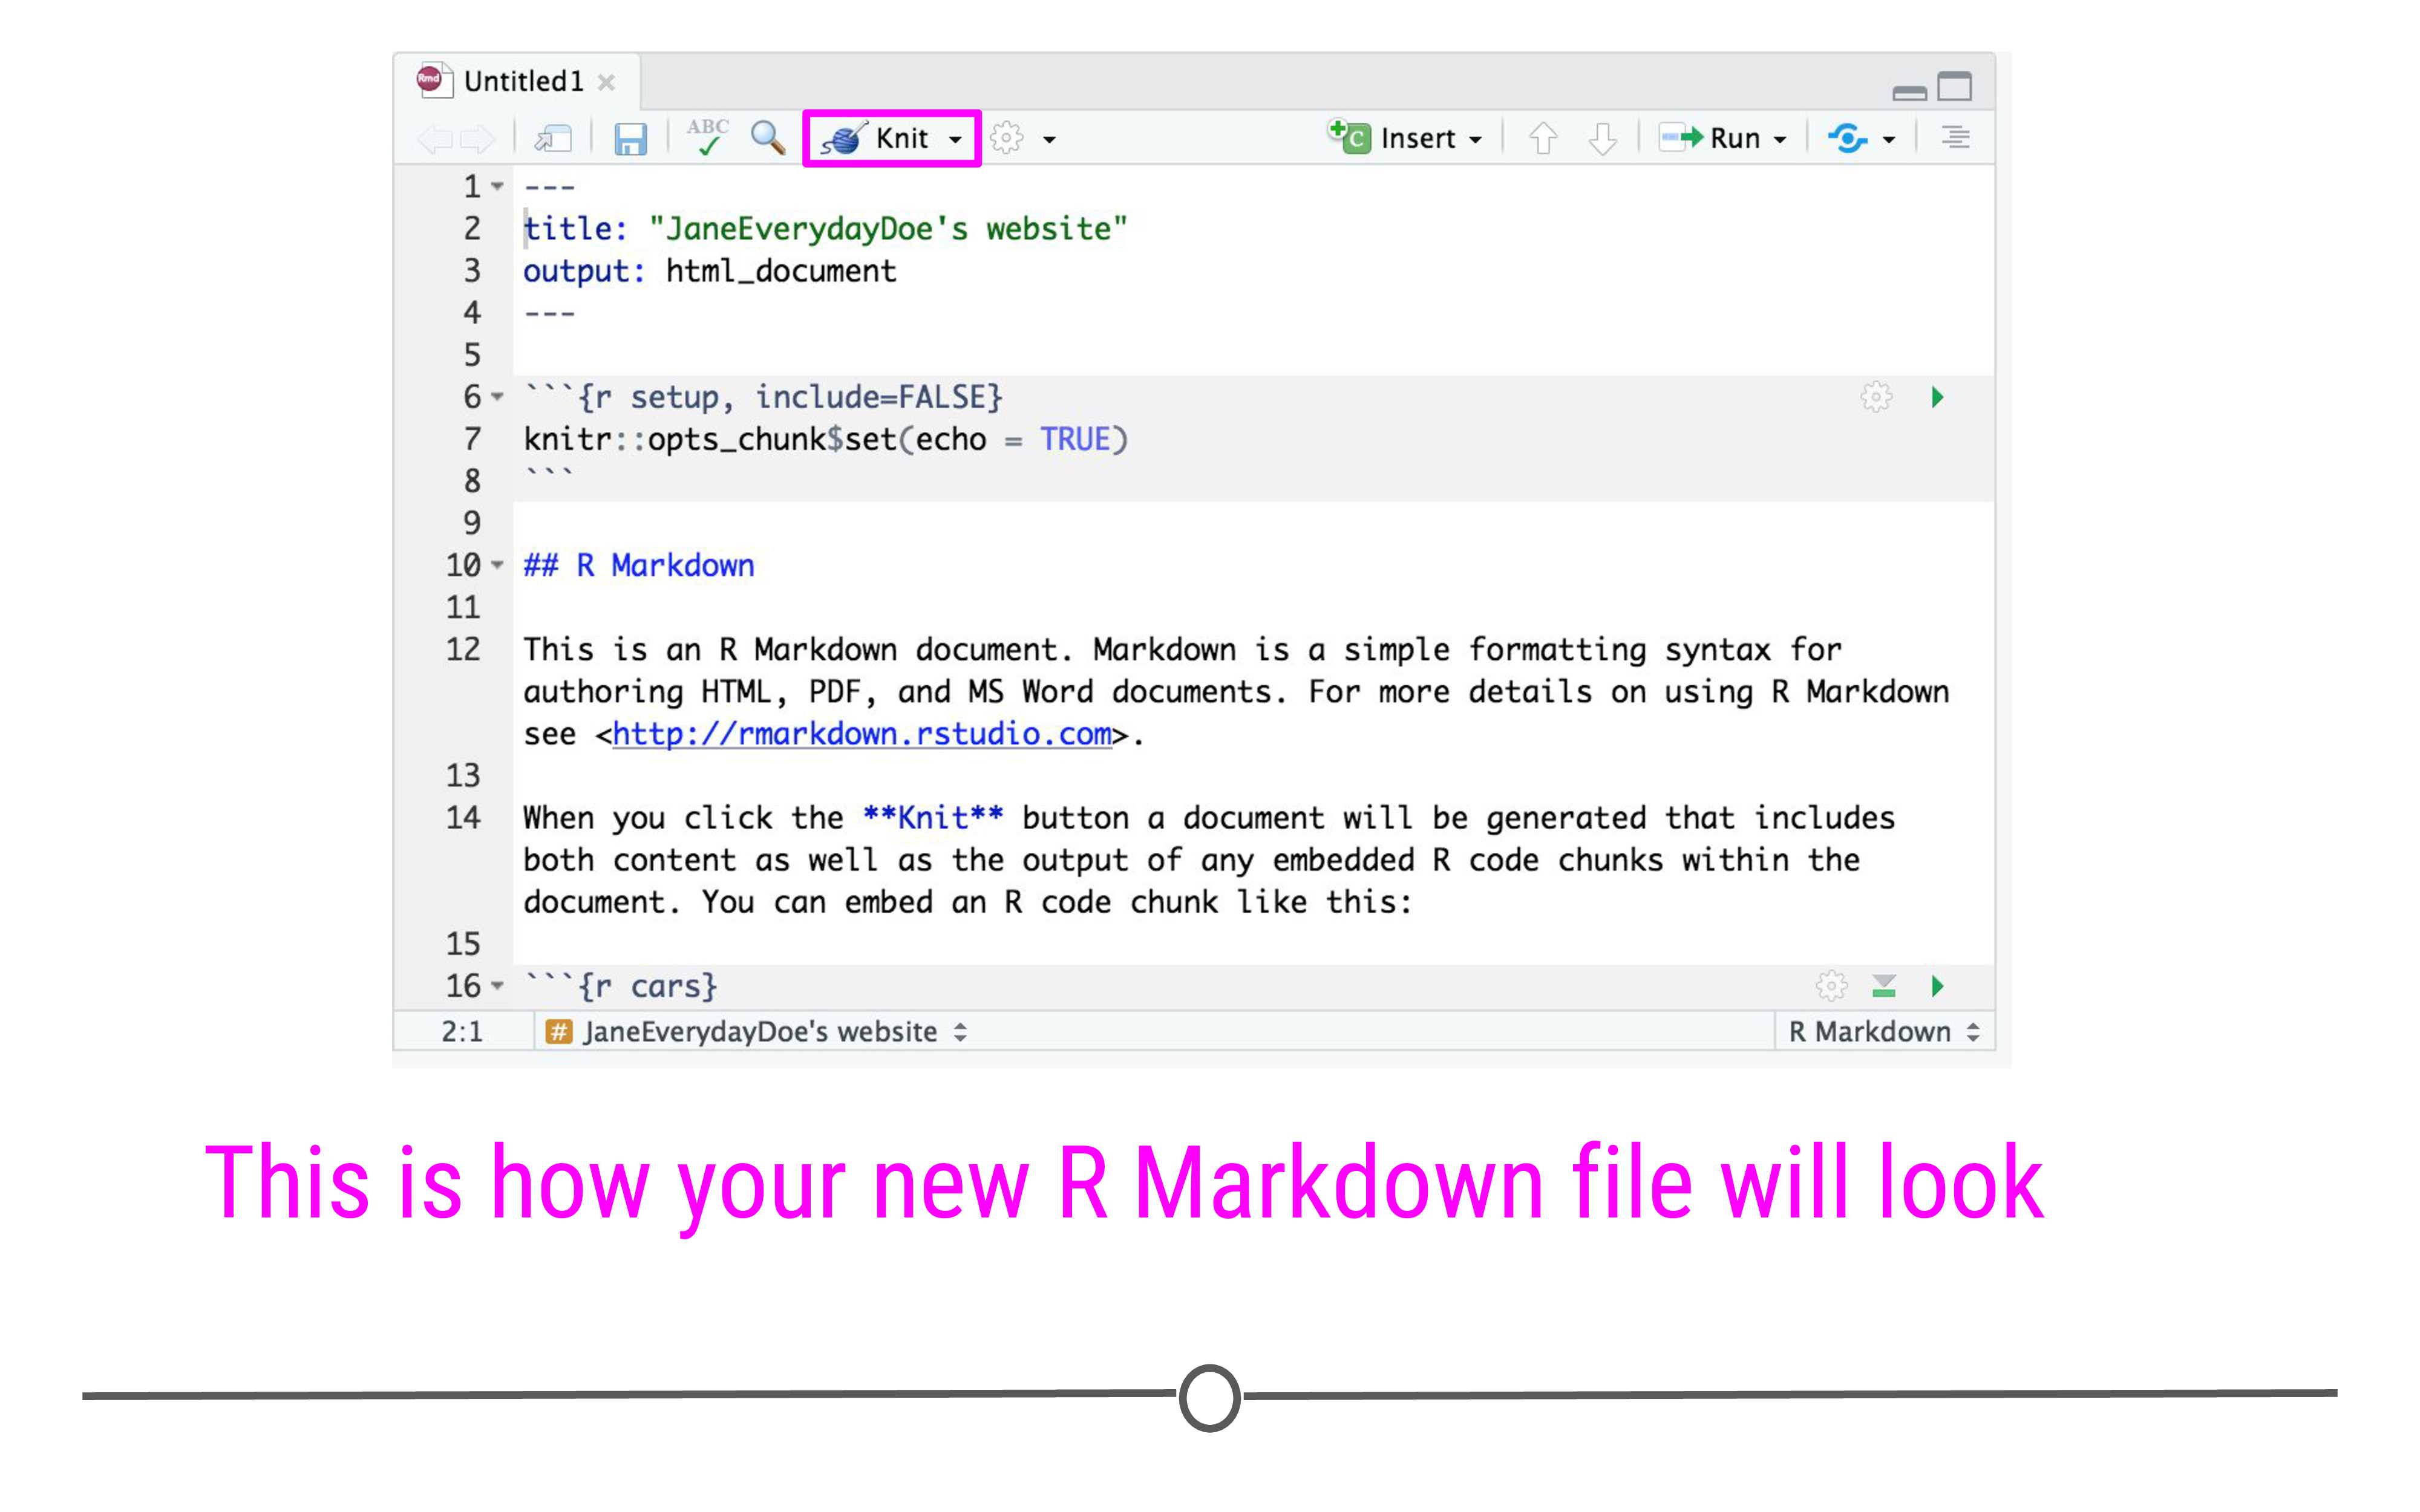 Rmd Untitled1
ABC Knit Insert Run
1 ---
2 title: "JaneEverydayDoe's website"
3 output: html_document
4 ---
5
6 ```{r setup, include=FALSE}
7 knitr::opts_chunk$set(echo = TRUE)
8 ```
9
10 ## R Markdown
11
12 This is an R Markdown document. Markdown is a simple formatting syntax for
authoring HTML, PDF, and MS Word documents. For more details on using R Markdown
see <http://rmarkdown.rstudio.com>.
13
14 When you click the **Knit** button a document will be generated that includes
both content as well as the output of any embedded R code chunks within the
document. You can embed an R code chunk like this:
15
16 ```{r cars}
2:1 # JaneEverydayDoe's website R Markdown
This is how your new R Markdown file will look